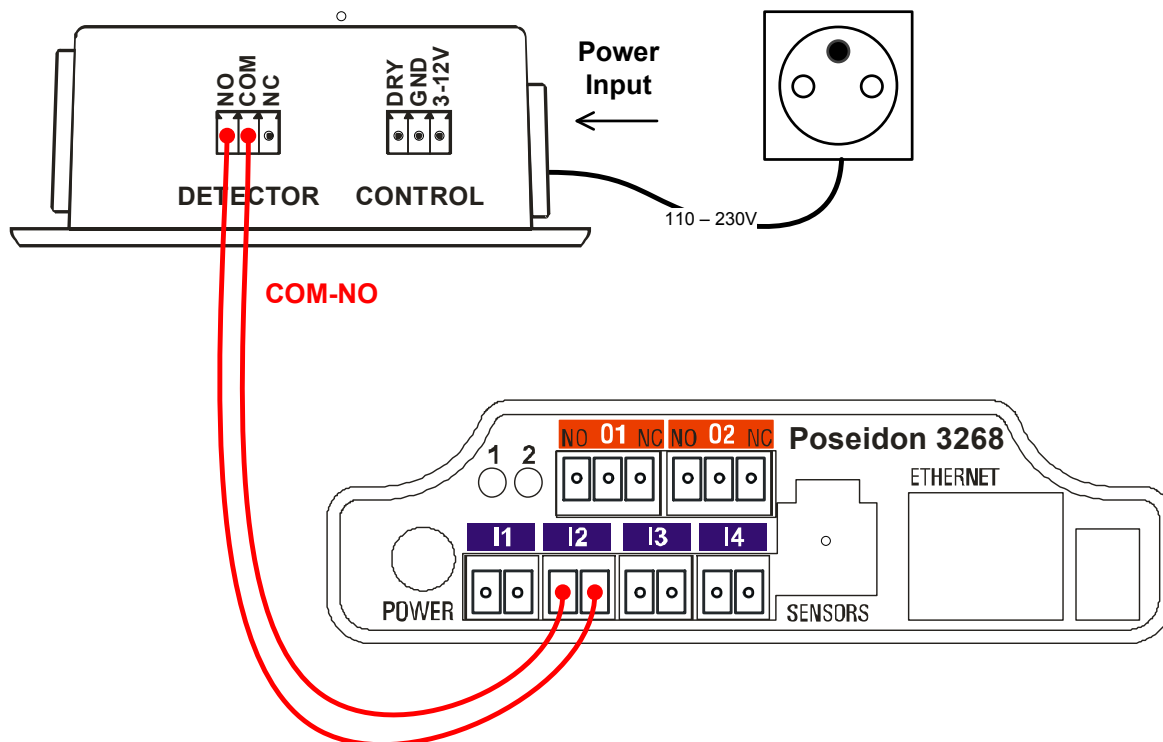 Power
Input
NO
COM
NC
DRY
GND
3-12V
DETECTOR
CONTROL
110 – 230V
COM-NO
NO O1 NC NO O2 NC
Poseidon 3268
1 2
ETHERNET
I1 I2 I3 I4
POWER
SENSORS